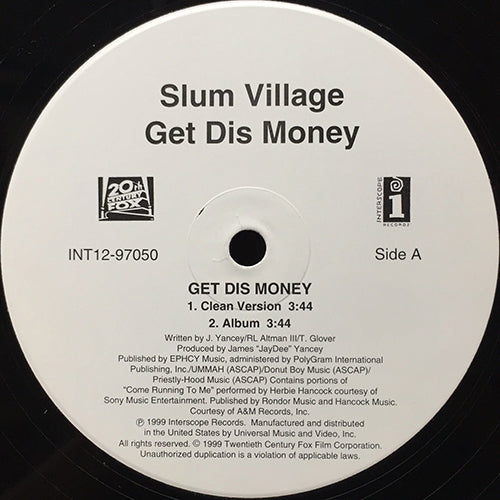 Slum Village
Get Dis Money
20th
CENTURY
FOX
INTERSCOPE
RECORDS
INT12-97050
Side A
GET DIS MONEY
1. Clean Version 3:44
2. Album 3:44
Written by J. Yancey/RL Altman III/T. Glover
Produced by James "JayDee" Yancey
Published by EPHCY Music, administered by PolyGram International
Publishing, Inc./UMMAH (ASCAP)/Donut Boy Music (ASCAP)/
Priestly-Hood Music (ASCAP) Contains portions of
"Come Running To Me" performed by Herbie Hancock courtesy of
Sony Music Entertainment. Published by Rondor Music and Hancock Music.
Courtesy of A&M Records, Inc.
℗ 1999 Interscope Records. Manufactured and distributed
in the United States by Universal Music and Video, Inc.
All rights reserved. © 1999 Twentieth Century Fox Film Corporation.
Unauthorized duplication is a violation of applicable laws.